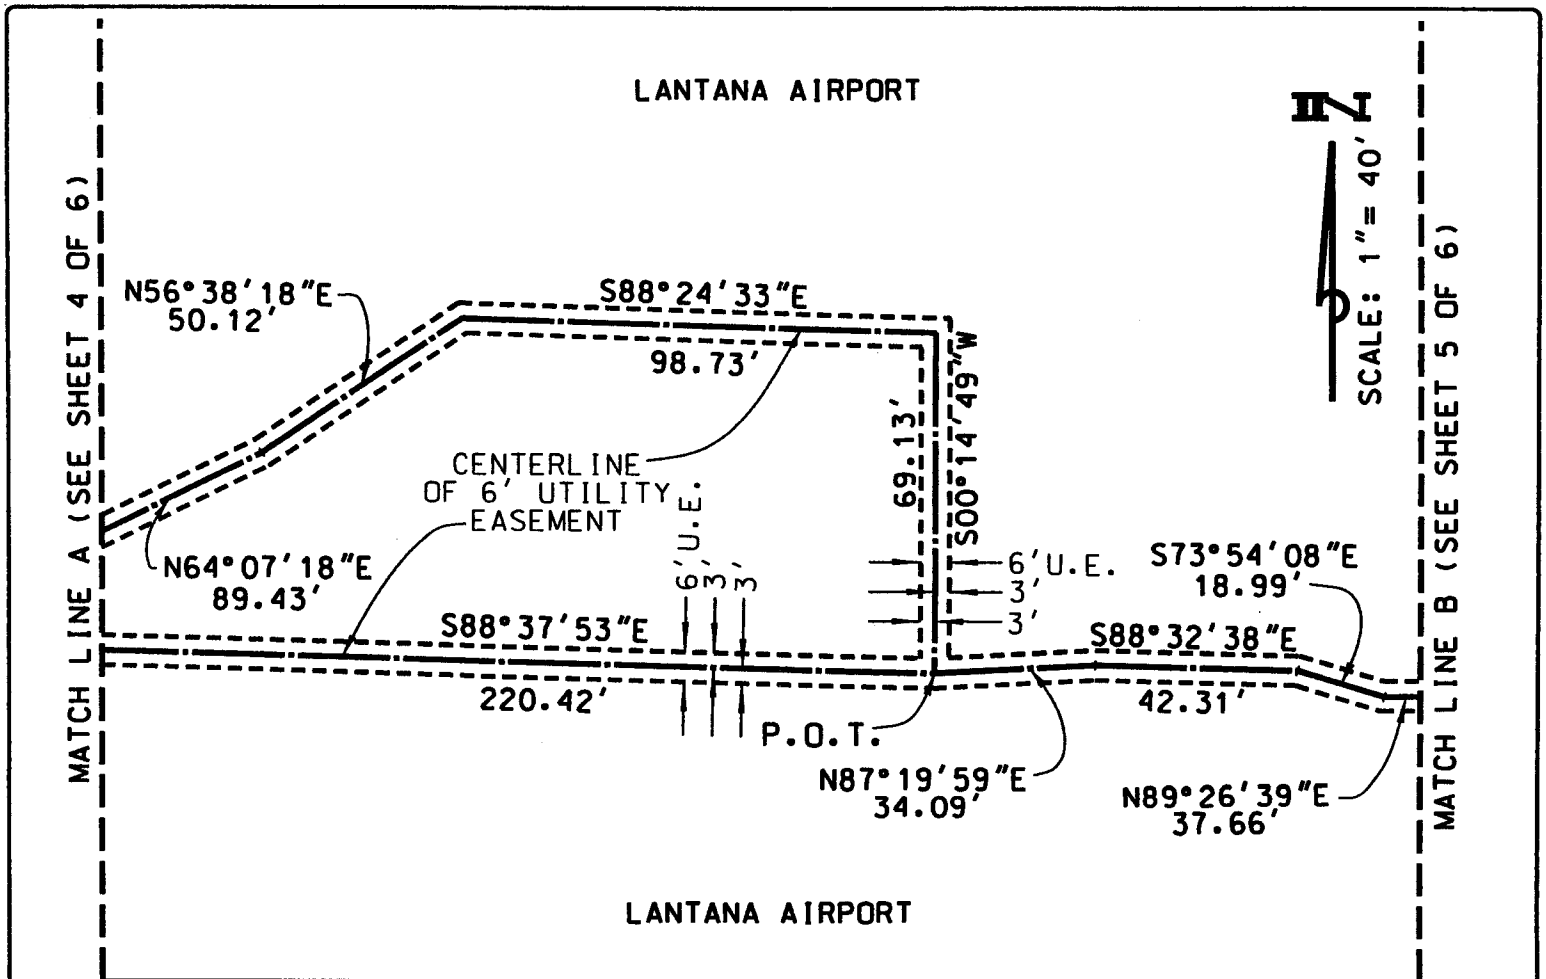 LANTANA AIRPORT
N
SCALE: 1"= 40'
MATCH LINE A (SEE SHEET 4 OF 6)
MATCH LINE B (SEE SHEET 5 OF 6)
N56°38'18"E
50.12'
S88°24'33"E
98.73'
69.13'
S00°14'49"W
CENTERLINE
OF 6' UTILITY
EASEMENT
N64°07'18"E
89.43'
6'U.E.
3'
3'
6'U.E.
3'
3'
S73°54'08"E
18.99'
S88°37'53"E
220.42'
S88°32'38"E
42.31'
P.O.T.
N87°19'59"E
34.09'
N89°26'39"E
37.66'
LANTANA AIRPORT